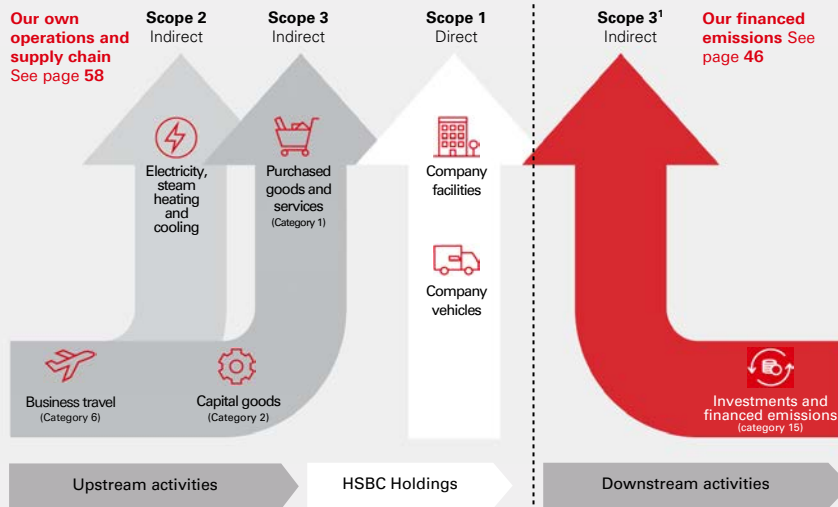 Our own
operations and
supply chain
See page 58
Scope 2
Indirect
Scope 3
Indirect
Scope 1
Direct
Scope 3¹
Indirect
Our financed
emissions See
page 46
Electricity,
steam
heating
and
cooling
Purchased
goods and
services
(Category 1)
Company
facilities
Company
vehicles
Business travel
(Category 6)
Capital goods
(Category 2)
Investments and
financed emissions
(category 15)
Upstream activities
HSBC Holdings
Downstream activities